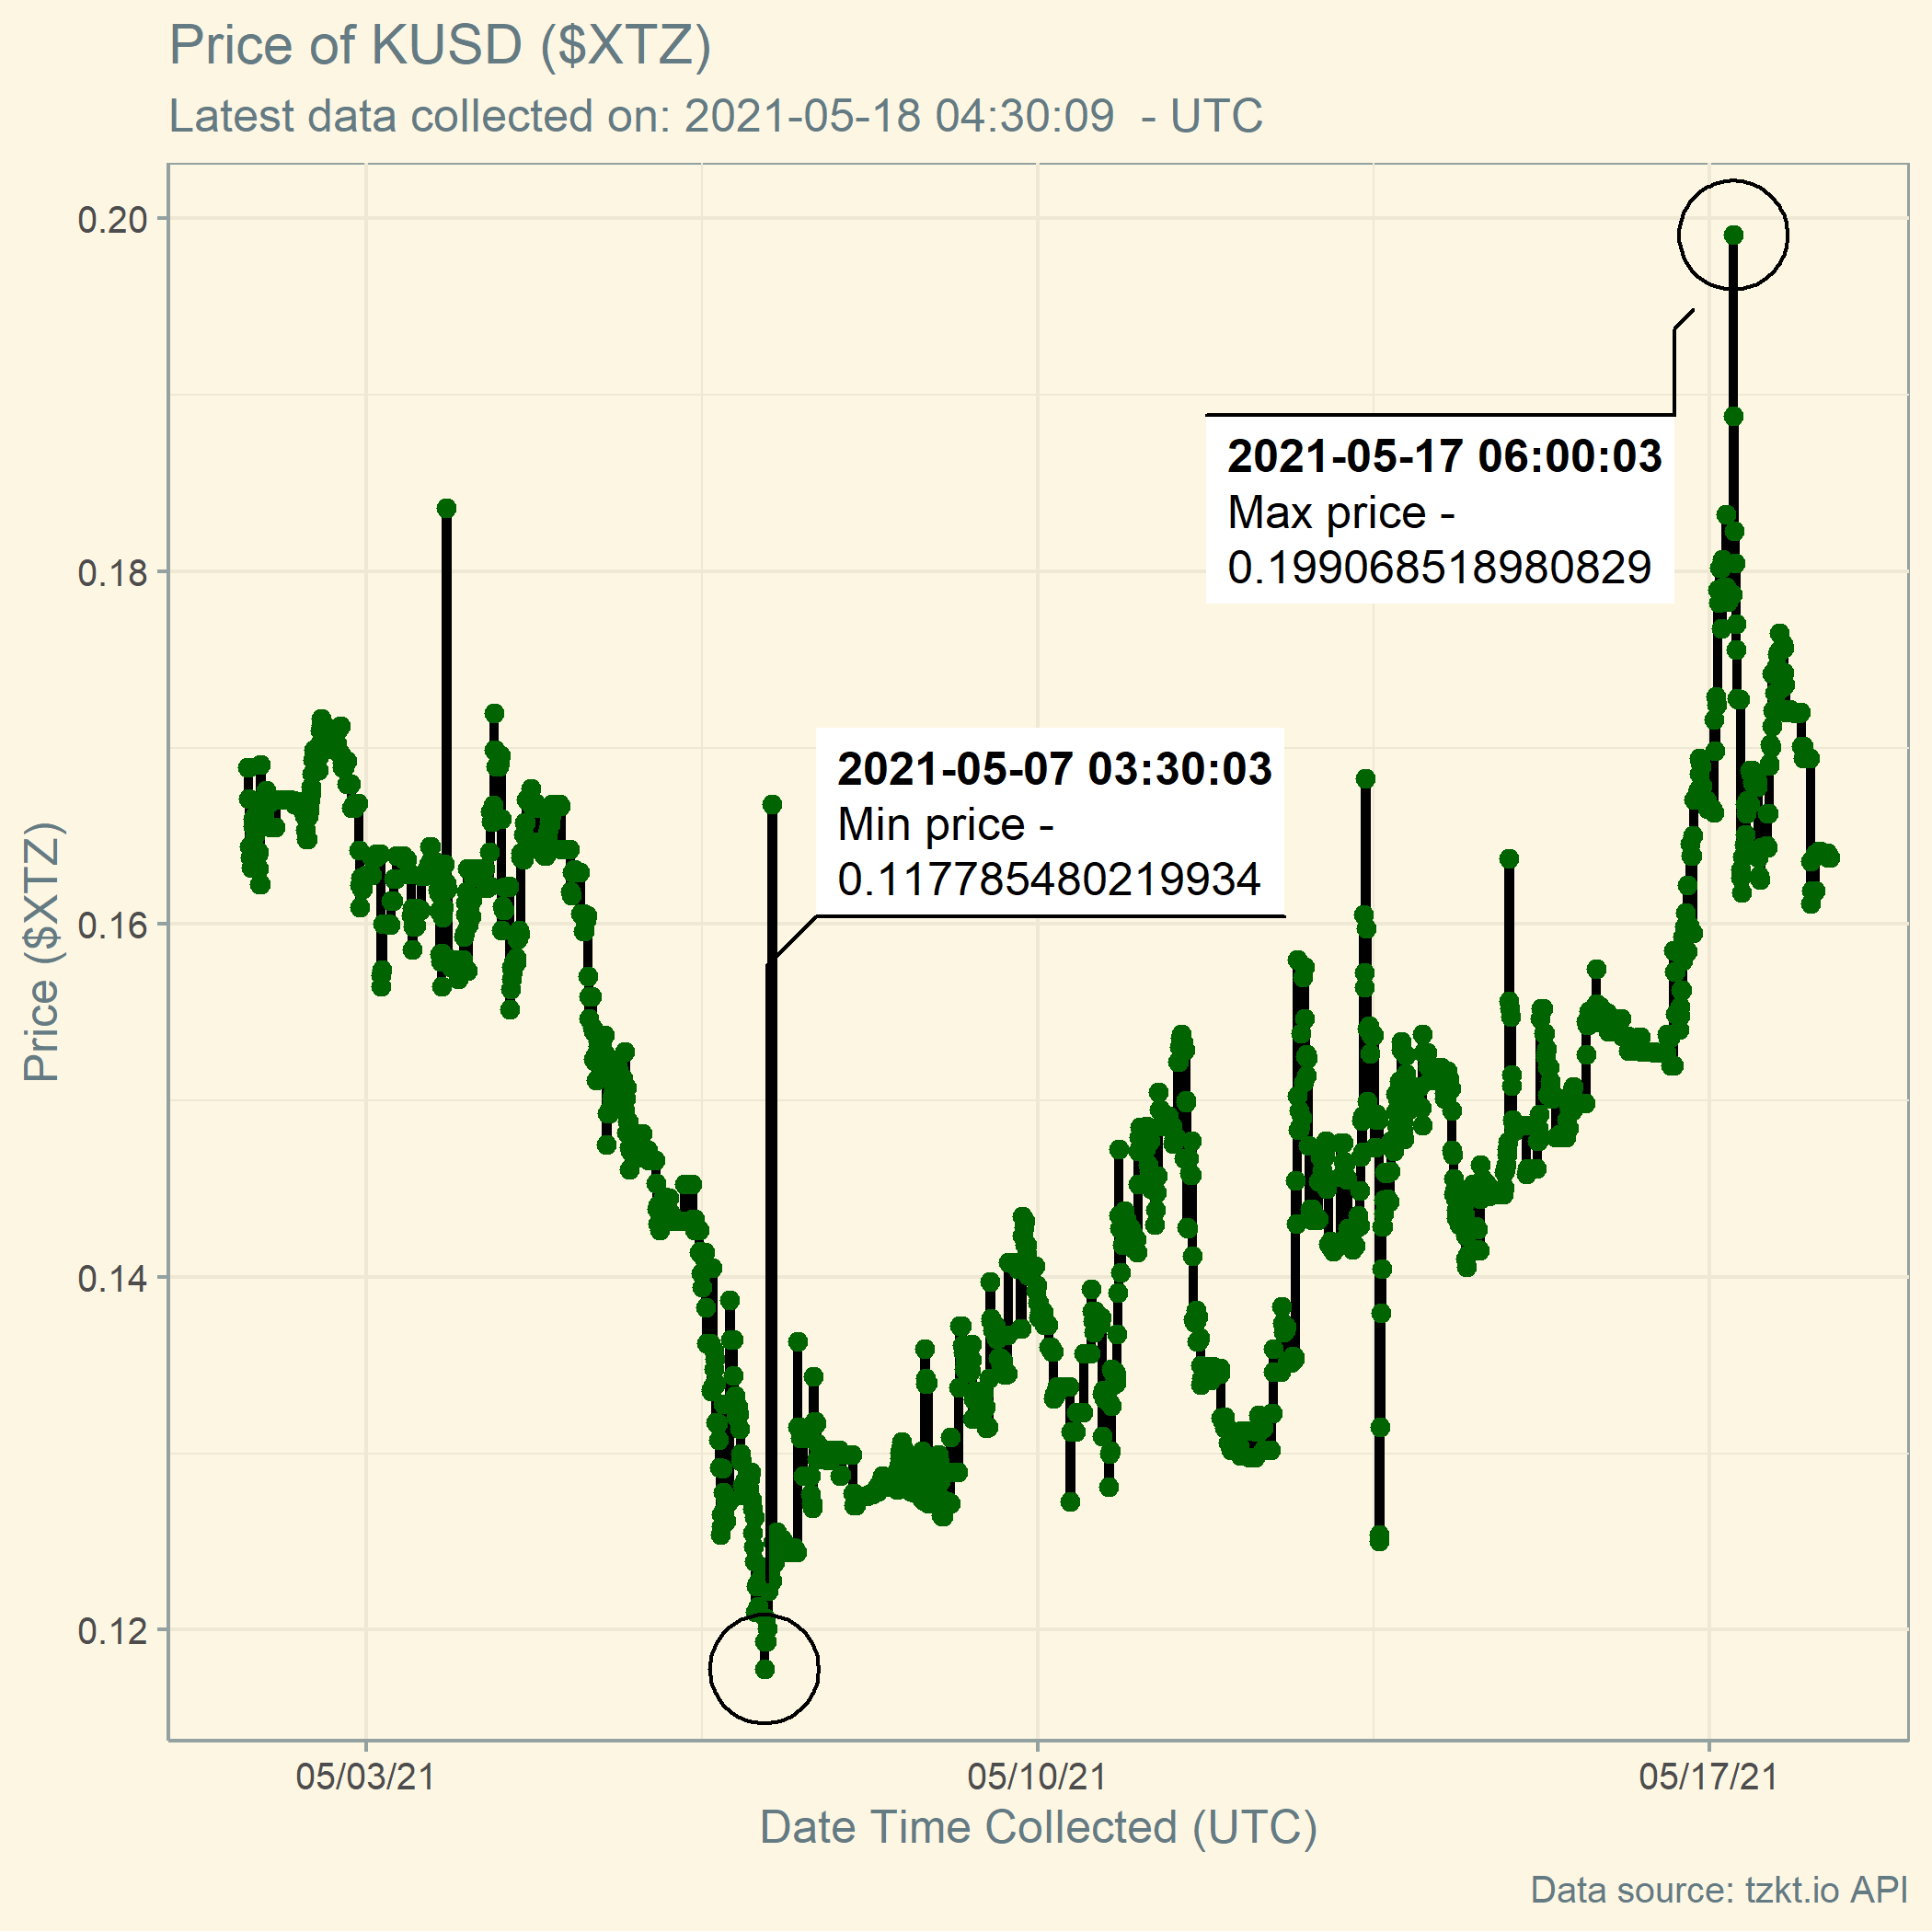 Price of KUSD ($XTZ)
Latest data collected on: 2021-05-18 04:30:09  - UTC
0.20
0.18
0.16
0.14
0.12
Price ($XTZ)
2021-05-17 06:00:03
Max price -
0.199068518980829
2021-05-07 03:30:03
Min price -
0.117785480219934
05/03/21
05/10/21
05/17/21
Date Time Collected (UTC)
Data source: tzkt.io API